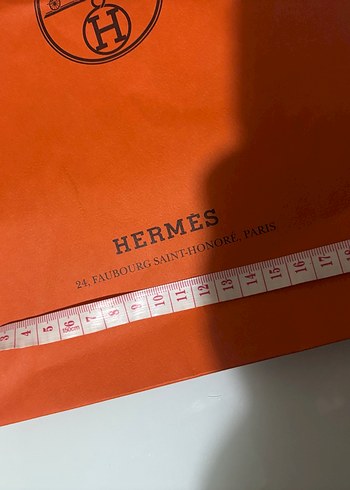 H
HERMÈS
24, FAUBOURG SAINT-HONORÉ, PARIS
3 4 5 6 7 8 9 10 11 12 13 14 15 16 17
150cm